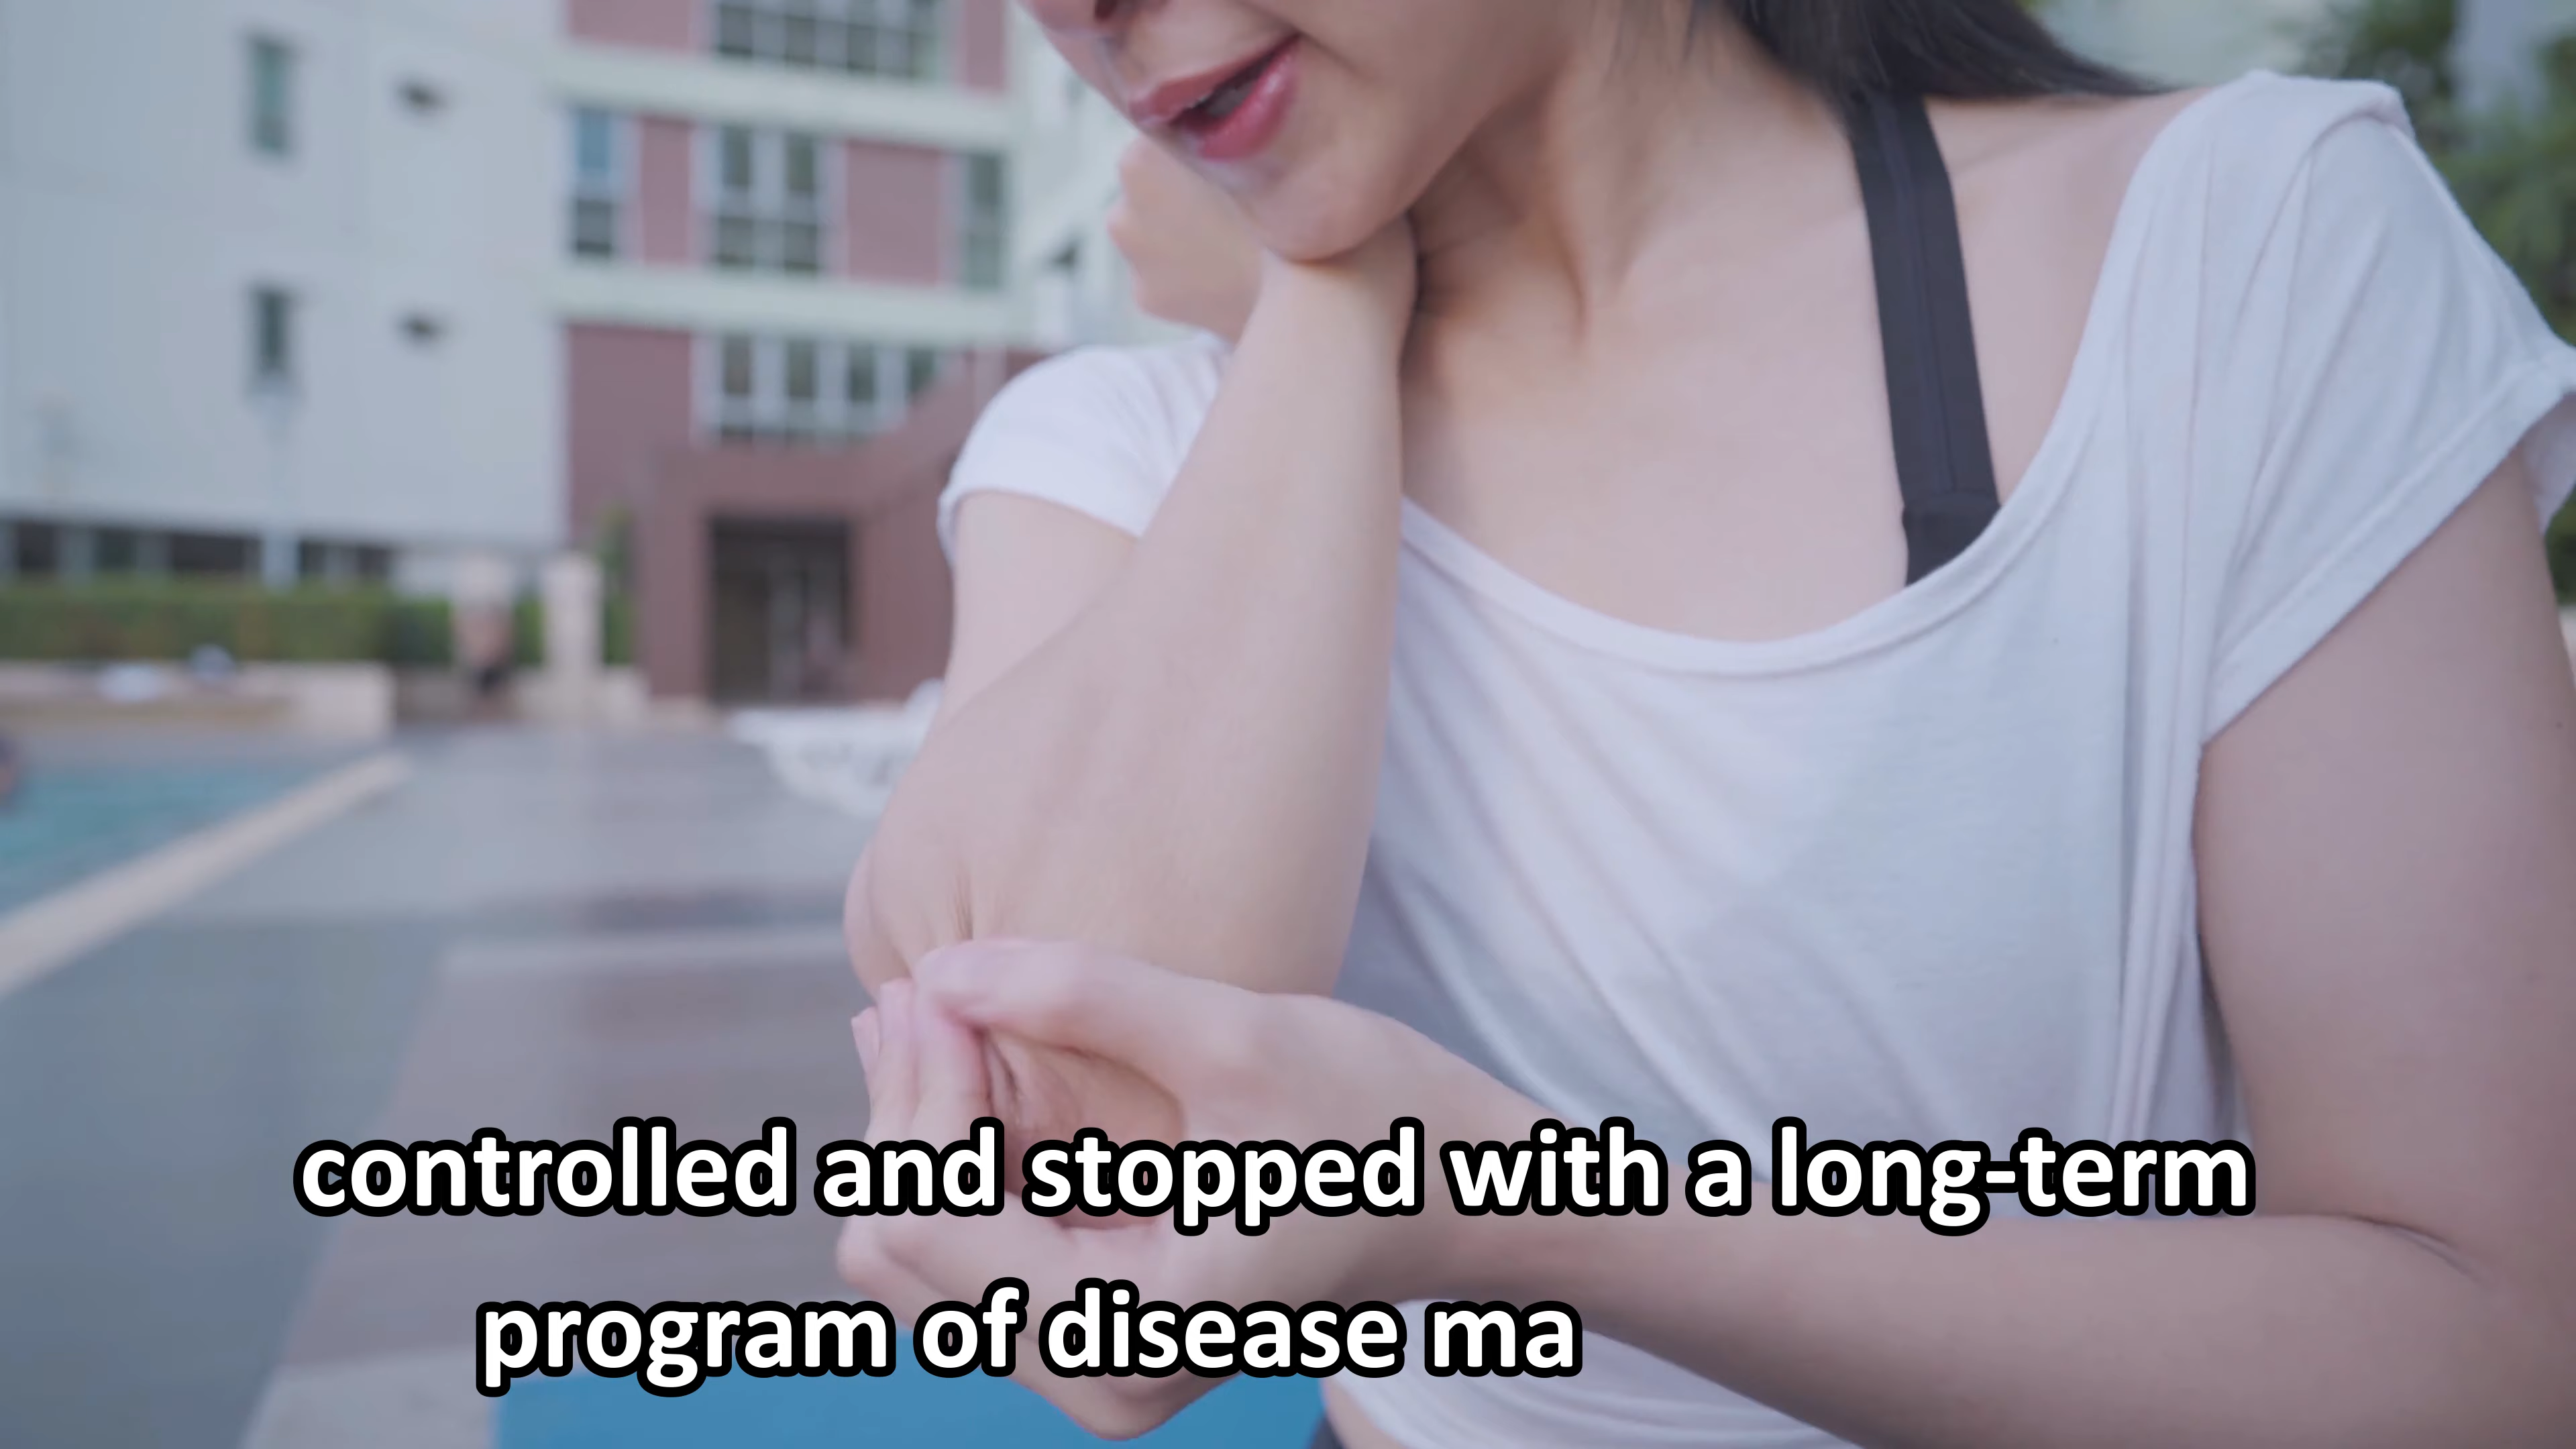 controlled and stopped with a long-term
program of disease ma